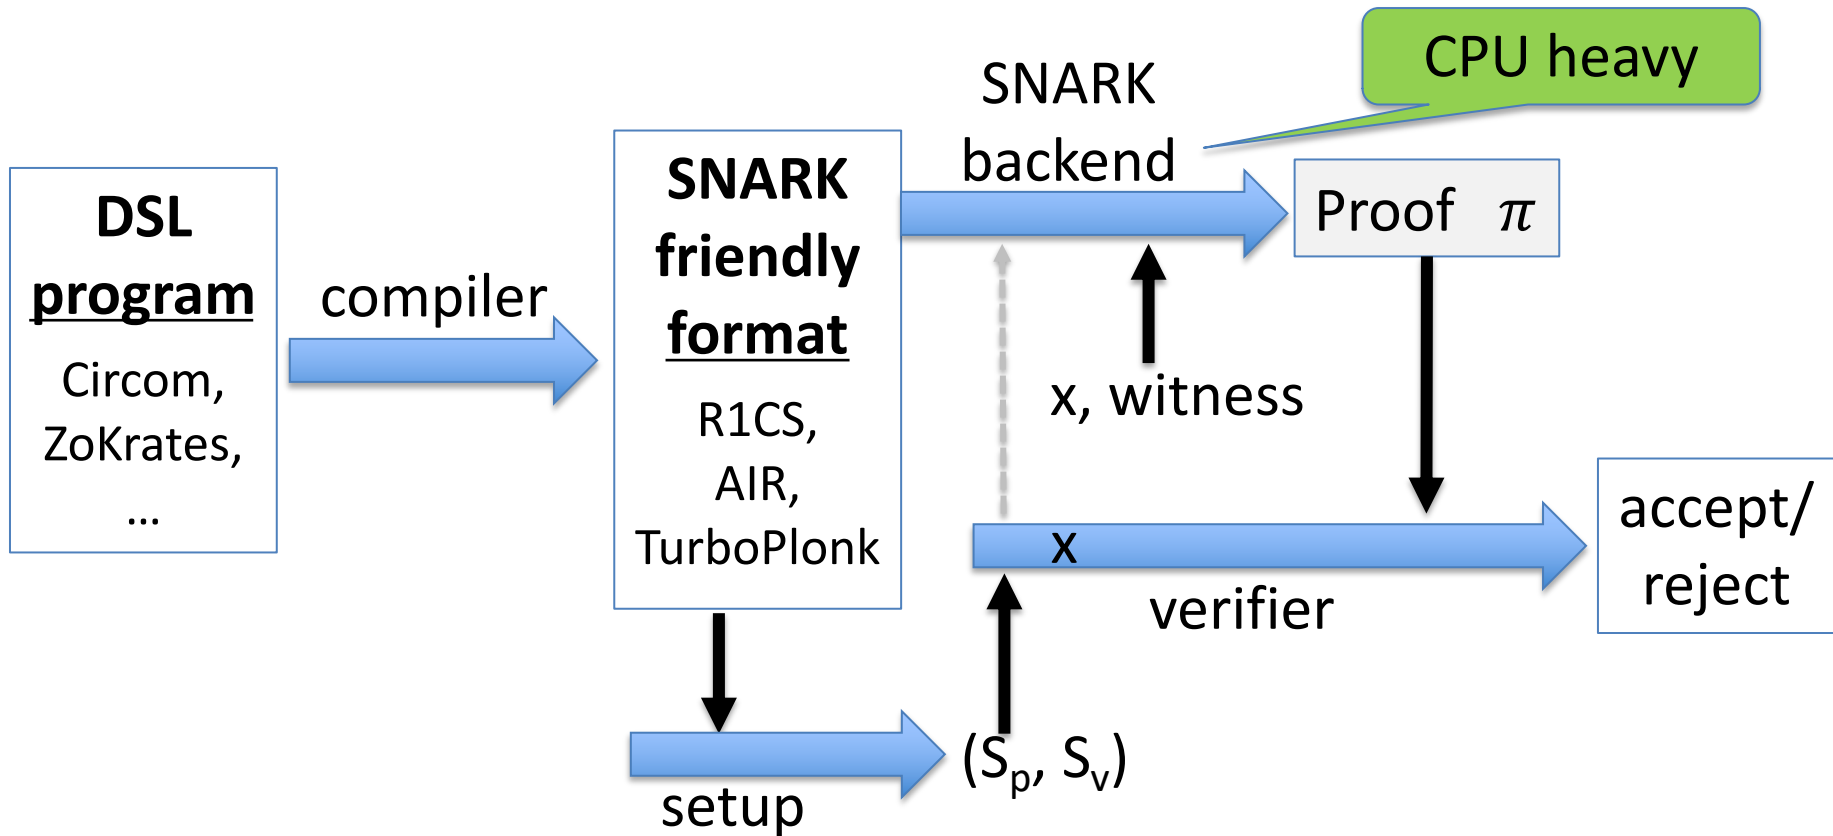 DSL
program
Circom,
ZoKrates,
...
compiler
SNARK
friendly
format
R1CS,
AIR,
TurboPlonk
SNARK
backend
CPU heavy
Proof π
x, witness
x
verifier
accept/
reject
setup
(Sp, Sv)